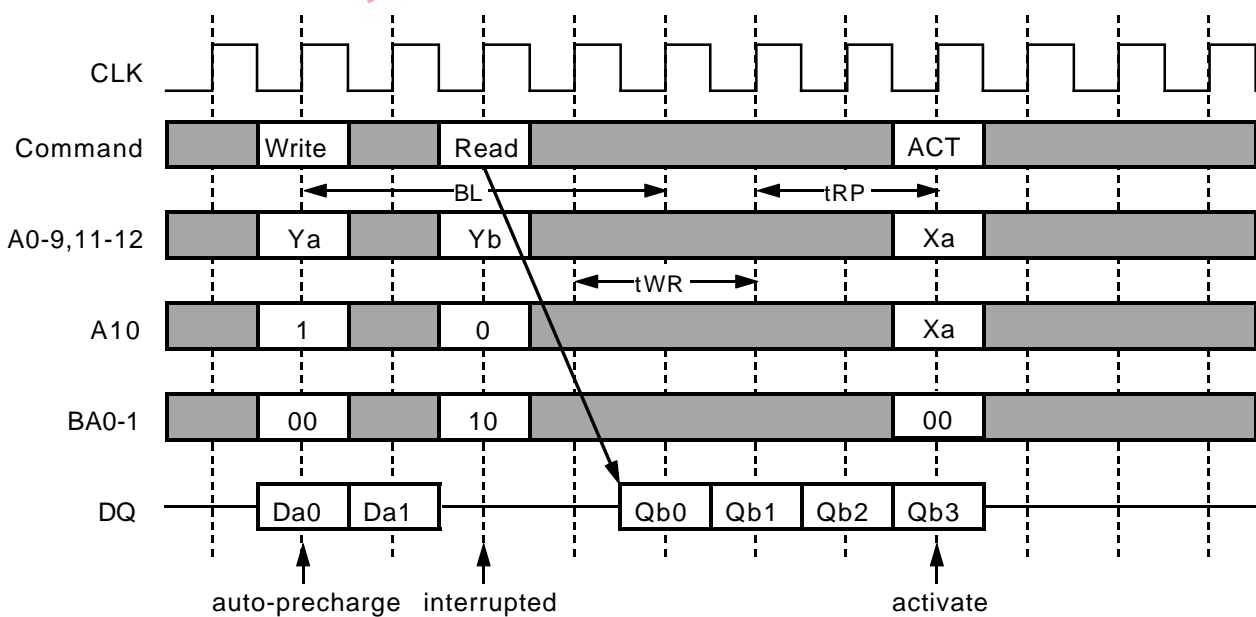 CLK
Command Write Read ACT
BL tRP
A0-9,11-12 Ya Yb Xa
tWR
A10 1 0 Xa
BA0-1 00 10 00
DQ Da0 Da1 Qb0 Qb1 Qb2 Qb3
auto-precharge interrupted activate